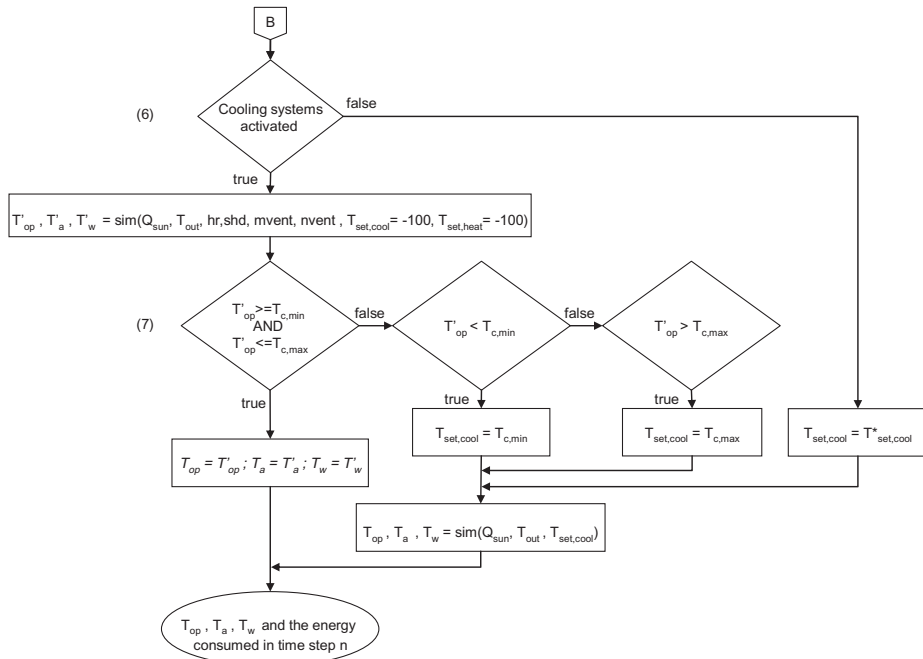 B
(6)
Cooling systems
activated
false
true
T'op , T'a , T'w = sim(Qsun, Tout, hr,shd, mvent, nvent , Tset,cool= -100, Tset,heat= -100)
(7)
T'op>=Tc,min
AND
T'op<=Tc,max
false
T'op < Tc,min
false
T'op > Tc,max
true
true
true
Tset,cool = Tc,min
Tset,cool = Tc,max
Tset,cool = T*set,cool
Top = T'op ; Ta = T'a ; Tw = T'w
Top , Ta , Tw = sim(Qsun, Tout , Tset,cool)
Top , Ta, Tw and the energy
consumed in time step n